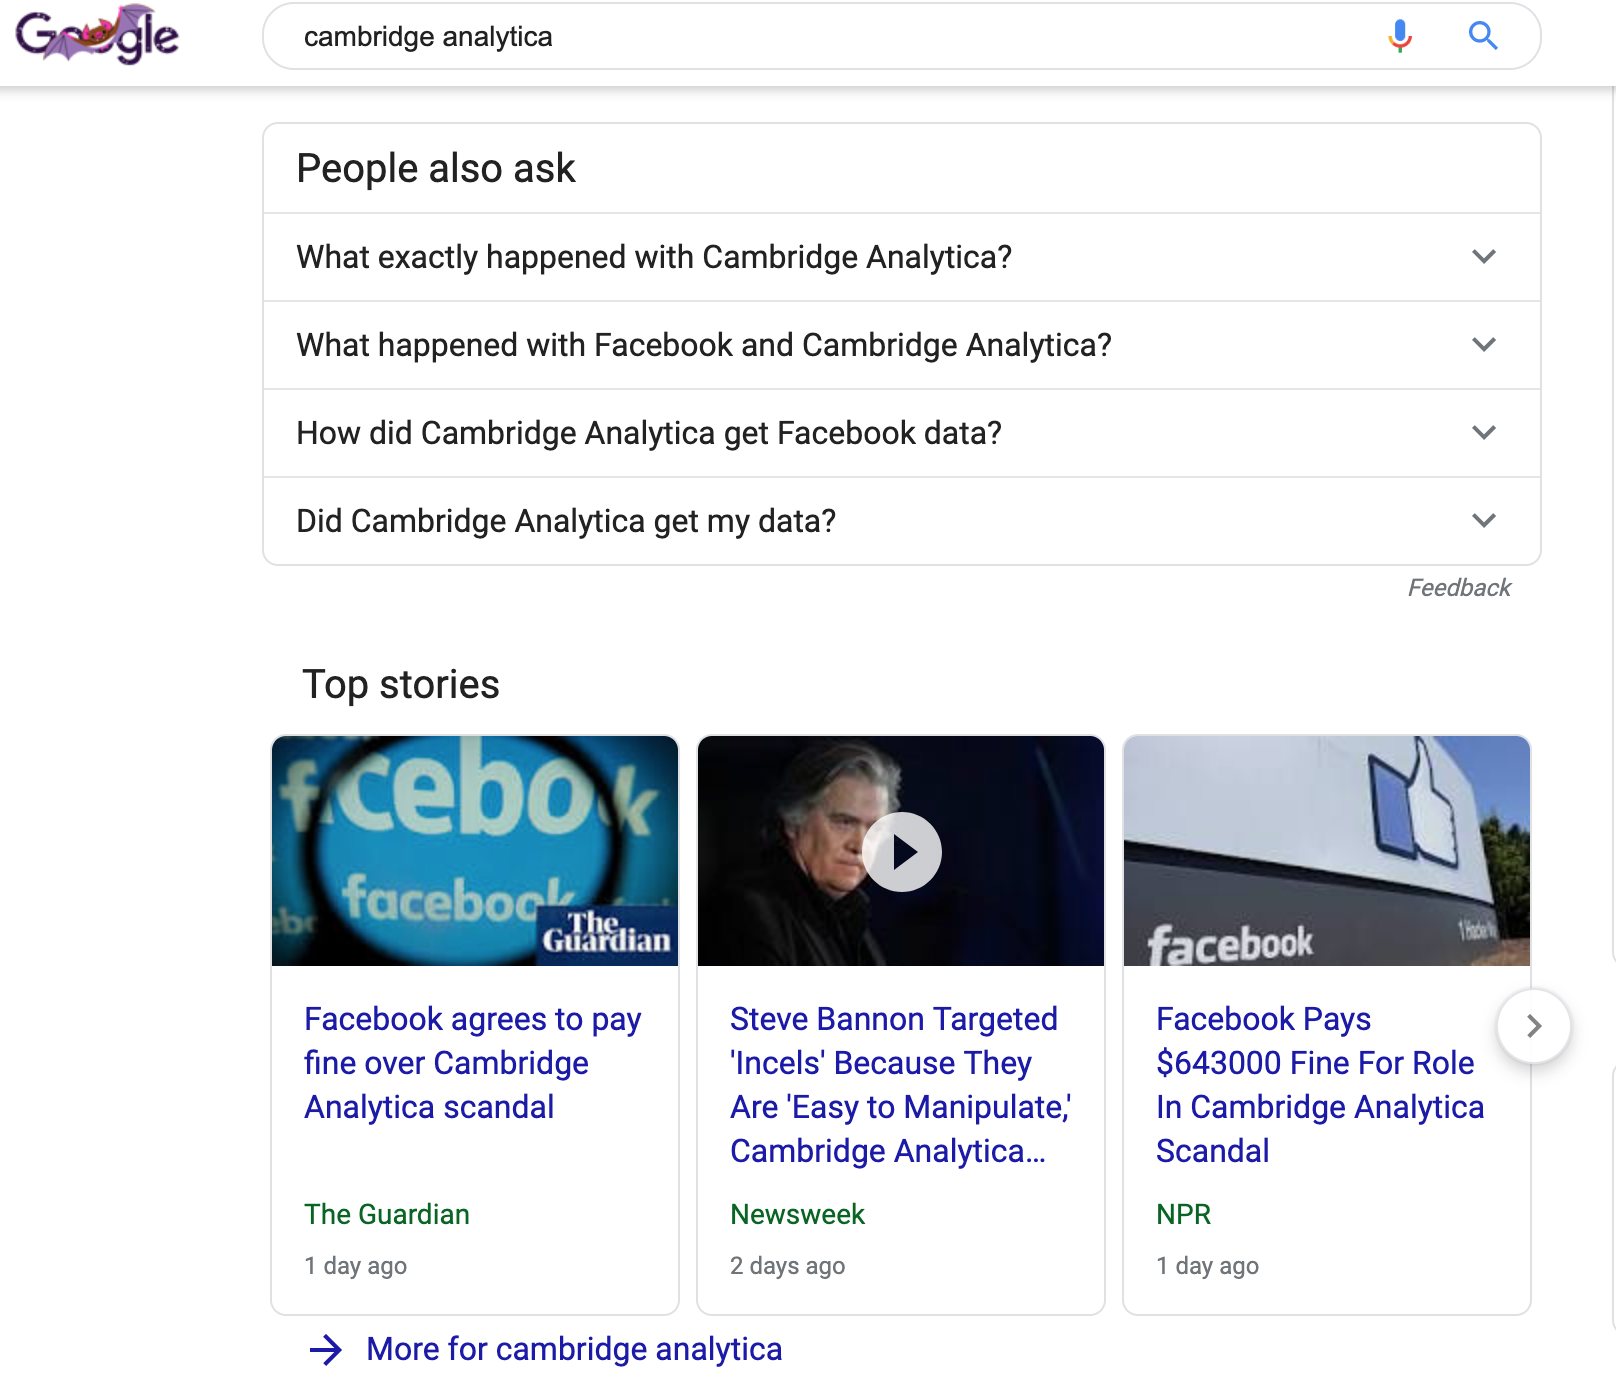 Google
cambridge analytica
People also ask
What exactly happened with Cambridge Analytica?
What happened with Facebook and Cambridge Analytica?
How did Cambridge Analytica get Facebook data?
Did Cambridge Analytica get my data?
Feedback
Top stories
facebook
facebook
The
Guardian
Facebook agrees to pay
fine over Cambridge
Analytica scandal
The Guardian
1 day ago
Steve Bannon Targeted
'Incels' Because They
Are 'Easy to Manipulate,'
Cambridge Analytica...
Newsweek
2 days ago
facebook
Facebook Pays
$643000 Fine For Role
In Cambridge Analytica
Scandal
NPR
1 day ago
More for cambridge analytica